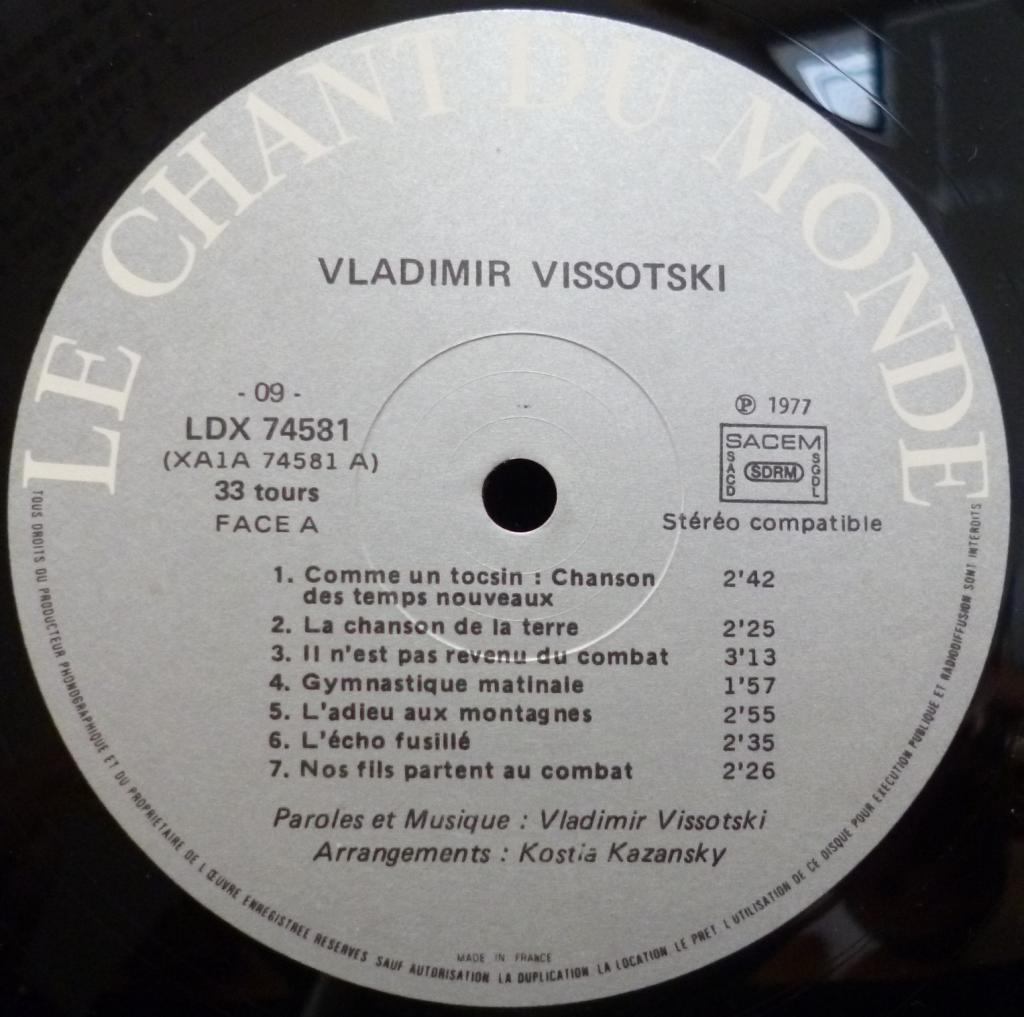 LE CHANT DU MONDE
VLADIMIR VISSOTSKI
- 09 -
LDX 74581
(XA1A 74581 A)
33 tours
FACE A
℗ 1977
SACEM
SACD
SDRM
SGDL
Stéréo compatible
1. Comme un tocsin : Chanson
des temps nouveaux 2'42
2. La chanson de la terre 2'25
3. Il n'est pas revenu du combat 3'13
4. Gymnastique matinale 1'57
5. L'adieu aux montagnes 2'55
6. L'écho fusillé 2'35
7. Nos fils partent au combat 2'26
Paroles et Musique : Vladimir Vissotski
Arrangements : Kostia Kazansky
MADE IN FRANCE
TOUS DROITS DU PRODUCTEUR PHONOGRAPHIQUE ET DU PROPRIETAIRE DE L'ŒUVRE ENREGISTREE RESERVES SAUF AUTORISATION LA DUPLICATION LA LOCATION LE PRET L'UTILISATION DE CE DISQUE POUR EXECUTION PUBLIQUE ET RADIODIFFUSION SONT INTERDITS